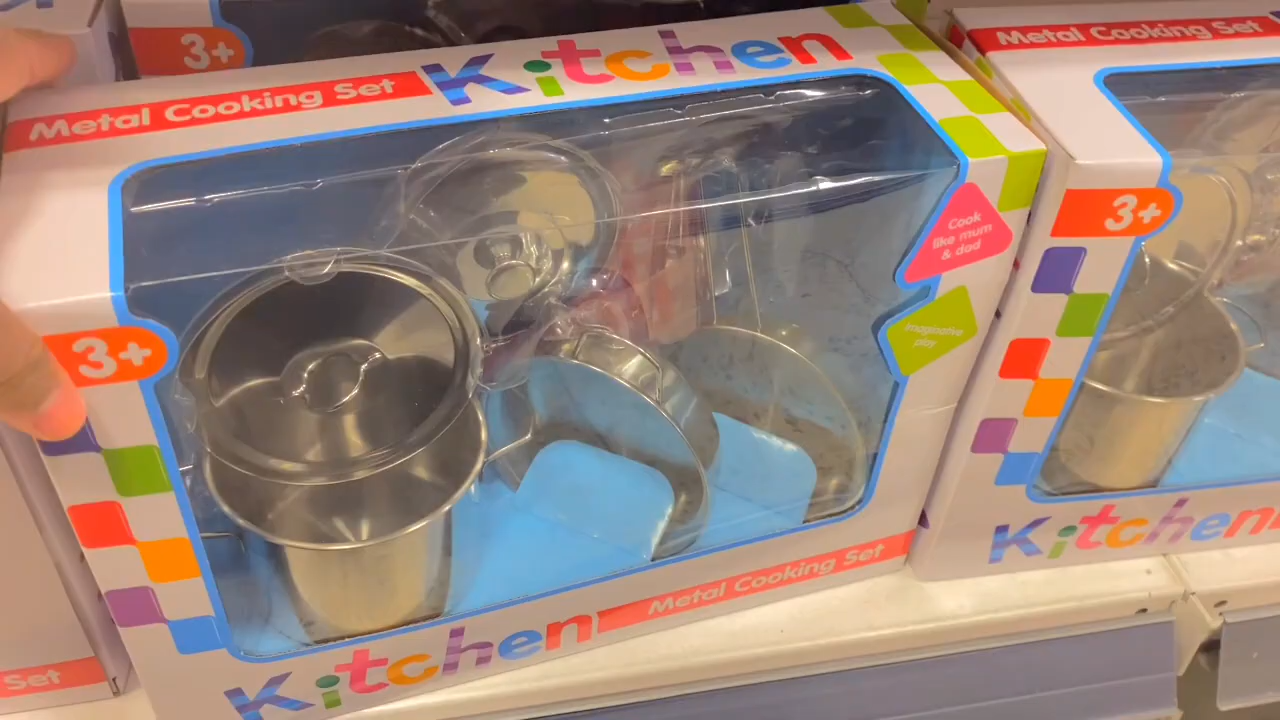 3+
Metal Cooking Set
Kitchen
Cook
like mum
& dad
imaginative
play
3+
Kitchen
Metal Cooking Set
Metal Cooking Set
3+
Kitchen
Set